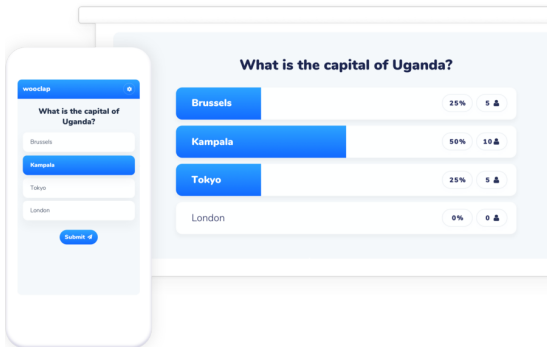 wooclap
What is the capital of
Uganda?
Brussels
Kampala
Tokyo
London
Submit
What is the capital of Uganda?
Brussels 25% 5
Kampala 50% 10
Tokyo 25% 5
London 0% 0